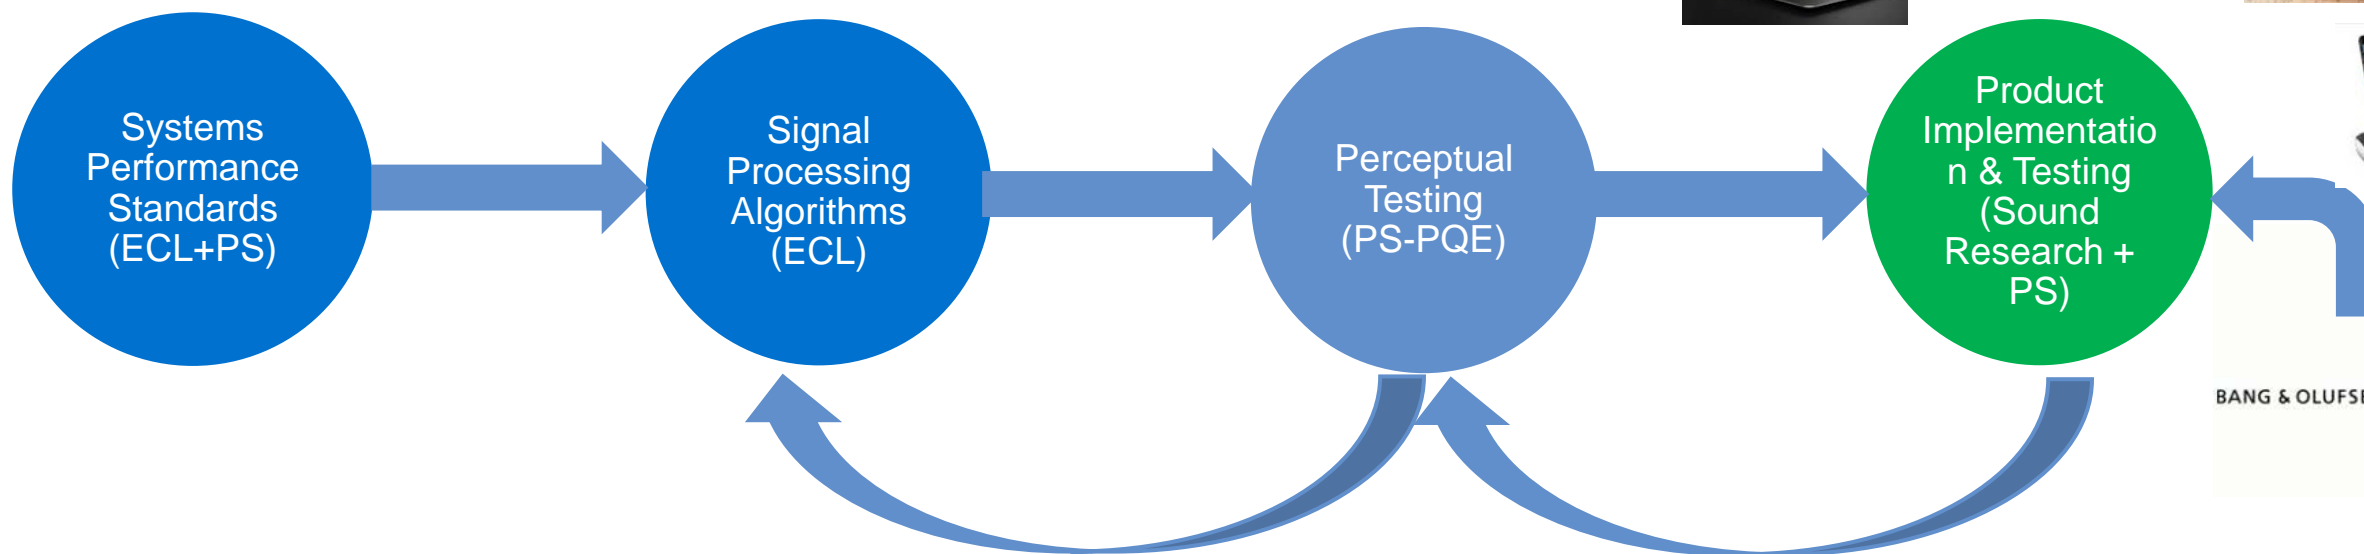 Systems
Performance
Standards
(ECL+PS)
Signal
Processing
Algorithms
(ECL)
Perceptual
Testing
(PS-PQE)
Product
Implementatio
n & Testing
(Sound
Research +
PS)
BANG & OLUFSE